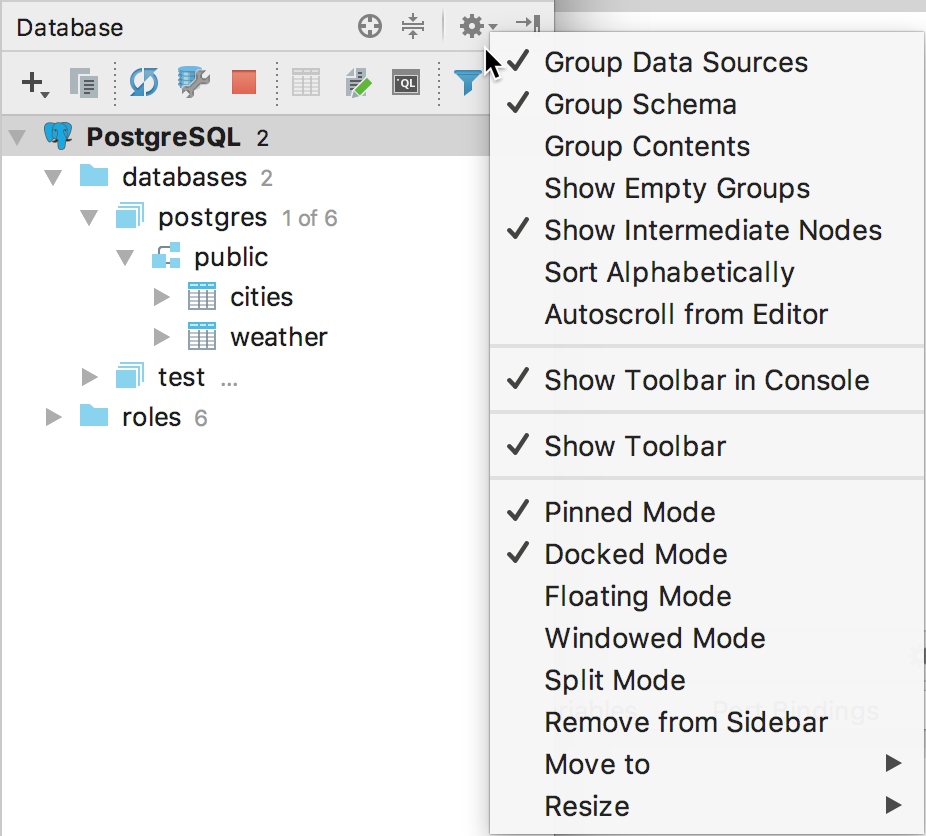 Database
QL
PostgreSQL 2
databases 2
postgres 1 of 6
public
cities
weather
test ...
roles 6
Group Data Sources
Group Schema
Group Contents
Show Empty Groups
Show Intermediate Nodes
Sort Alphabetically
Autoscroll from Editor
Show Toolbar in Console
Show Toolbar
Pinned Mode
Docked Mode
Floating Mode
Windowed Mode
Split Mode
Remove from Sidebar
Move to
Resize